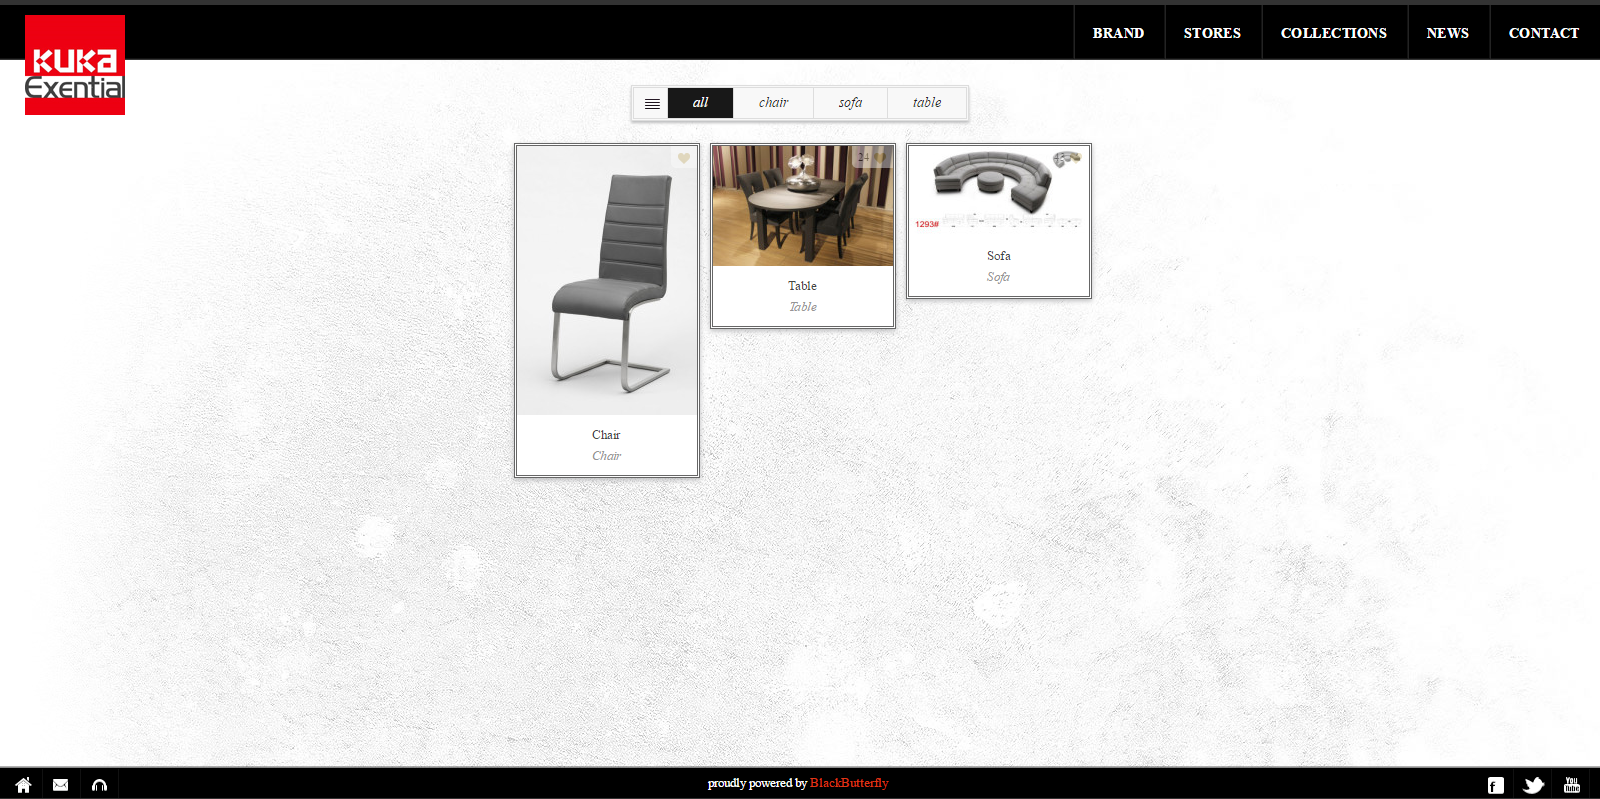 KUKA
Exential
BRAND STORES COLLECTIONS NEWS CONTACT
all chair sofa table
24
1293#
Chair
Chair
Table
Table
Sofa
Sofa
proudly powered by BlackButterfly
You
Tube